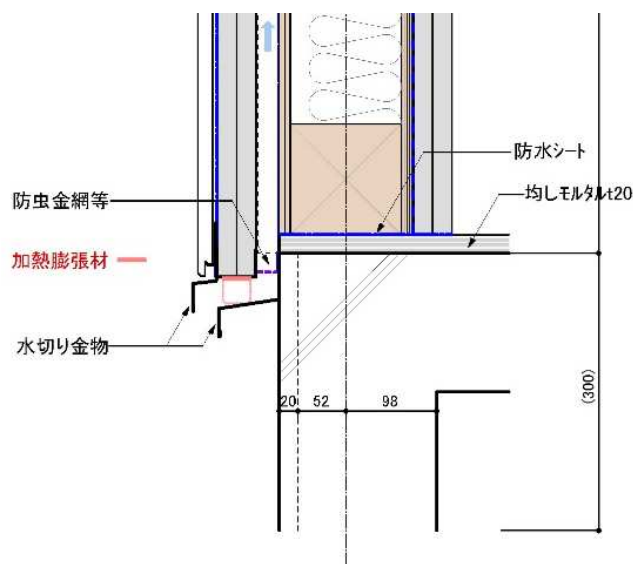 防水シート
均しモルタルt20
防虫金網等
加熱膨張材
水切り金物
20 52 98
(300)